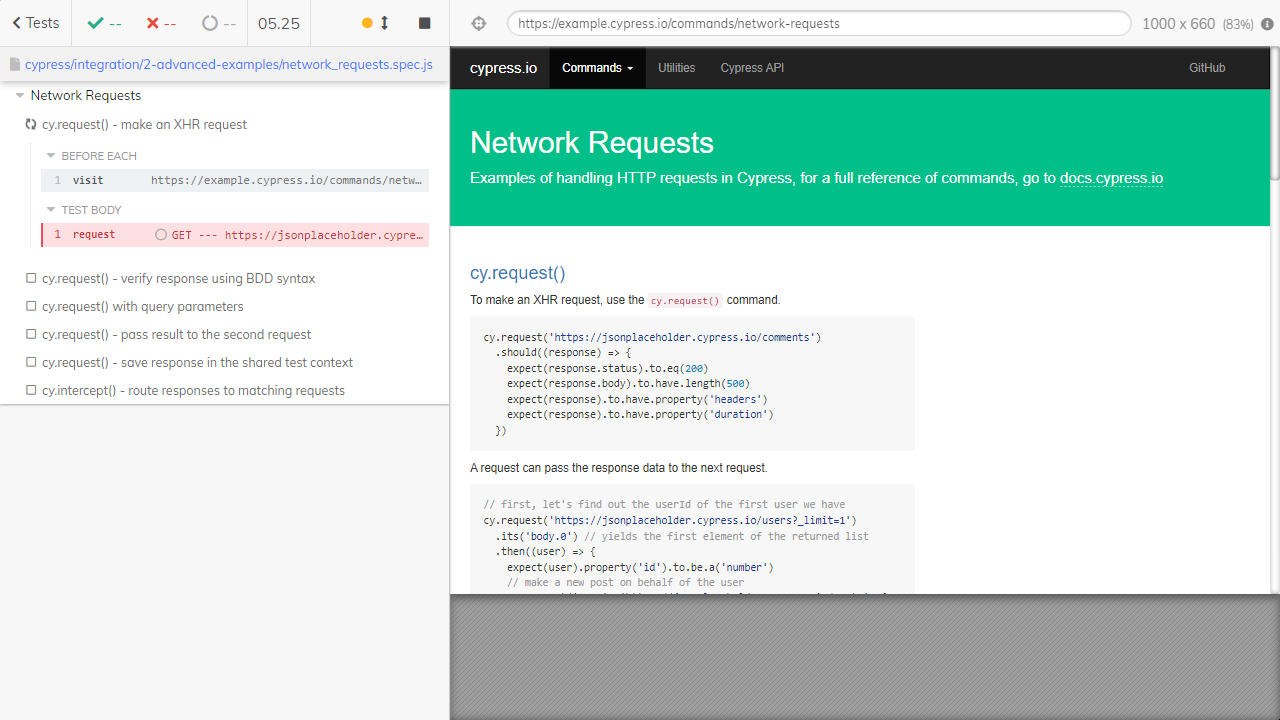 Tests
--
--
--
05.25
https://example.cypress.io/commands/network-requests
1000 x 660 (83%)
cypress/integration/2-advanced-examples/network_requests.spec.js
Network Requests
cy.request() - make an XHR request
BEFORE EACH
1 visit https://example.cypress.io/commands/netw…
TEST BODY
1 request GET --- https://jsonplaceholder.cypre…
cy.request() - verify response using BDD syntax
cy.request() with query parameters
cy.request() - pass result to the second request
cy.request() - save response in the shared test context
cy.intercept() - route responses to matching requests
cypress.io
Commands
Utilities
Cypress API
GitHub
Network Requests
Examples of handling HTTP requests in Cypress, for a full reference of commands, go to docs.cypress.io
cy.request()
To make an XHR request, use the cy.request() command.
cy.request('https://jsonplaceholder.cypress.io/comments')
.should((response) => {
expect(response.status).to.eq(200)
expect(response.body).to.have.length(500)
expect(response).to.have.property('headers')
expect(response).to.have.property('duration')
})
A request can pass the response data to the next request.
// first, let's find out the userId of the first user we have
cy.request('https://jsonplaceholder.cypress.io/users?_limit=1')
.its('body.0') // yields the first element of the returned list
.then((user) => {
expect(user).property('id').to.be.a('number')
// make a new post on behalf of the user